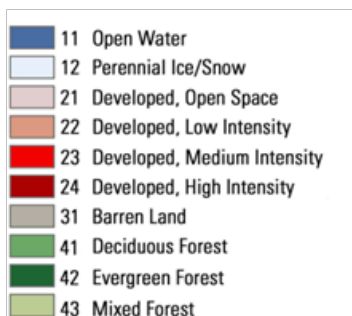 11 Open Water
12 Perennial Ice/Snow
21 Developed, Open Space
22 Developed, Low Intensity
23 Developed, Medium Intensity
24 Developed, High Intensity
31 Barren Land
41 Deciduous Forest
42 Evergreen Forest
43 Mixed Forest